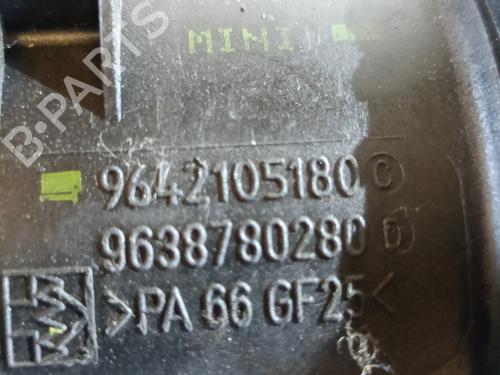 MINI
9642105180 C
9638780280 D
>PA 66 GF25<
B-PARTS